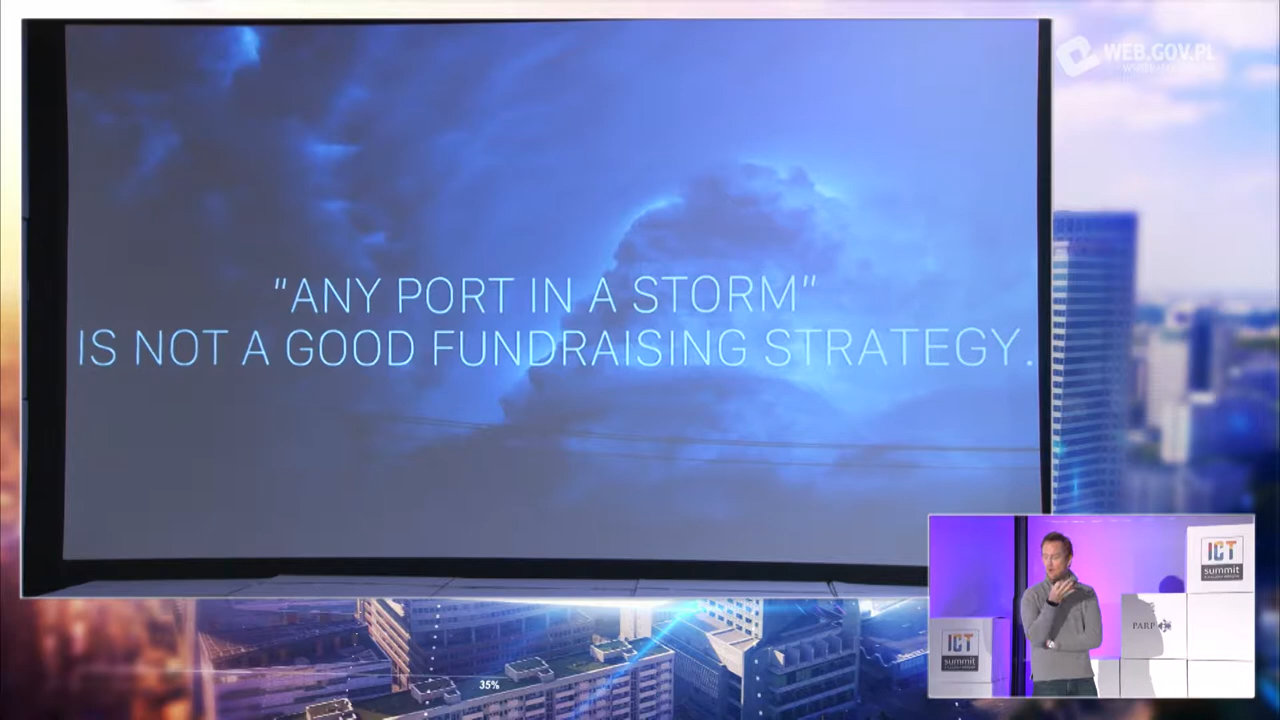 WEB.GOV.PL
"ANY PORT IN A STORM"
IS NOT A GOOD FUNDRAISING STRATEGY.
ICT
summit
PARP
ICT
summit
35%